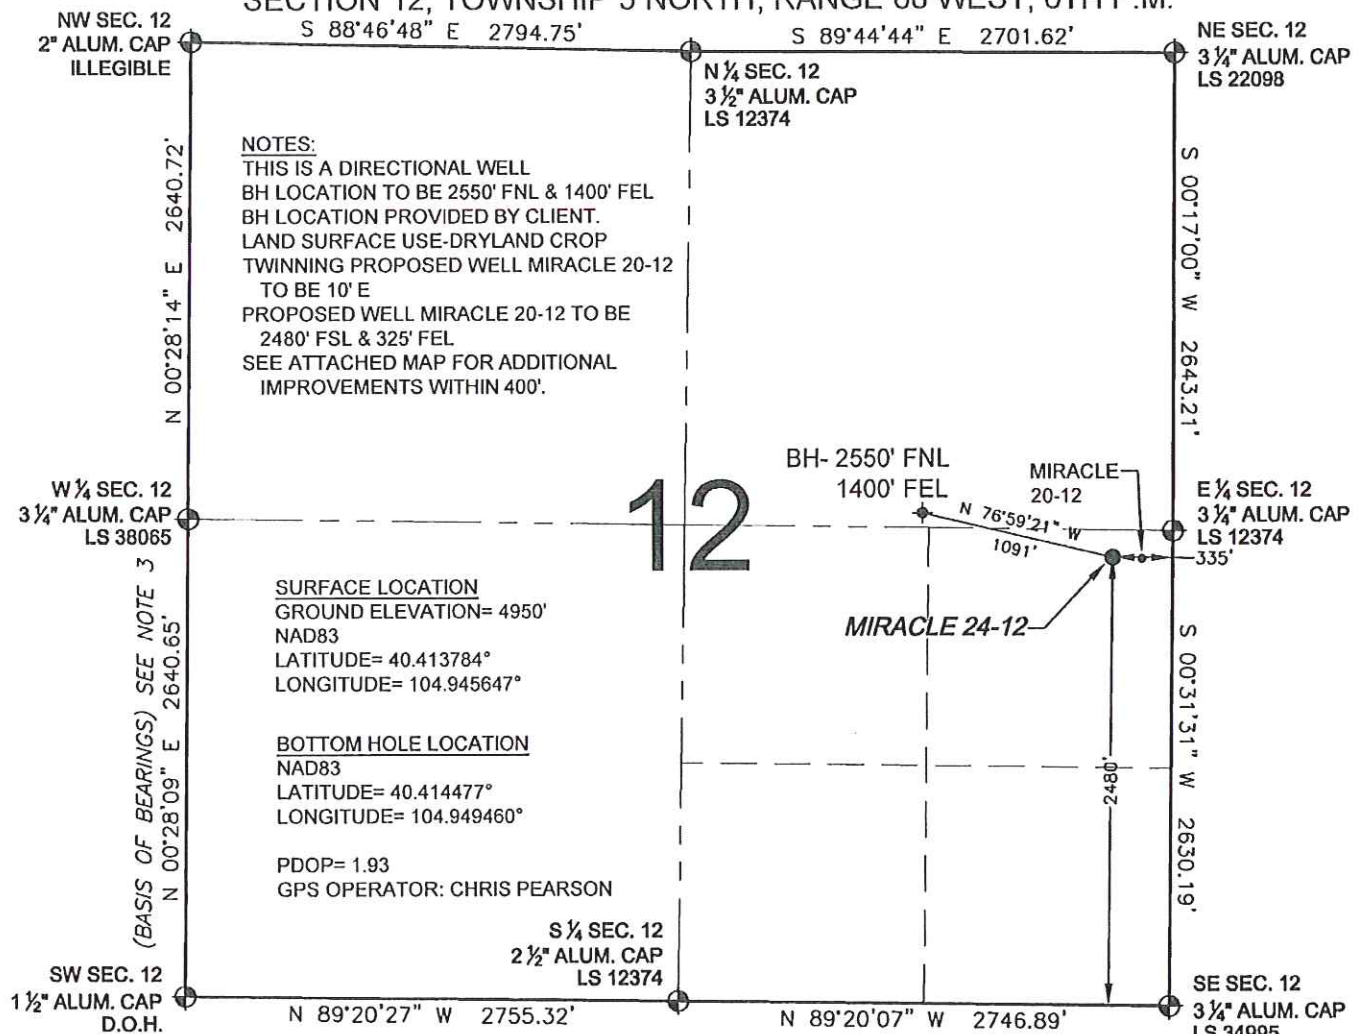 SECTION 12, TOWNSHIP 5 NORTH, RANGE 68 WEST, 6TH P.M.
NW SEC. 12
2" ALUM. CAP
ILLEGIBLE
S 88°46'48" E 2794.75'
S 89°44'44" E 2701.62'
NE SEC. 12
3 ¼" ALUM. CAP
LS 22098
N ¼ SEC. 12
3 ½" ALUM. CAP
LS 12374
N 00°28'14" E 2640.72'
NOTES:
THIS IS A DIRECTIONAL WELL
BH LOCATION TO BE 2550' FNL & 1400' FEL
BH LOCATION PROVIDED BY CLIENT.
LAND SURFACE USE-DRYLAND CROP
TWINNING PROPOSED WELL MIRACLE 20-12
TO BE 10' E
PROPOSED WELL MIRACLE 20-12 TO BE
2480' FSL & 325' FEL
SEE ATTACHED MAP FOR ADDITIONAL
IMPROVEMENTS WITHIN 400'.
S 00°17'00" W 2643.21'
W ¼ SEC. 12
3 ¼" ALUM. CAP
LS 38065
12
BH- 2550' FNL
1400' FEL
MIRACLE
20-12
N 76°59'21" W
1091'
E ¼ SEC. 12
3 ¼" ALUM. CAP
LS 12374
335'
MIRACLE 24-12
(BASIS OF BEARINGS) SEE NOTE 3
N 00°28'09" E 2640.65'
SURFACE LOCATION
GROUND ELEVATION= 4950'
NAD83
LATITUDE= 40.413784°
LONGITUDE= 104.945647°
BOTTOM HOLE LOCATION
NAD83
LATITUDE= 40.414477°
LONGITUDE= 104.949460°
PDOP= 1.93
GPS OPERATOR: CHRIS PEARSON
2480'
S 00°31'31" W 2630.19'
S ¼ SEC. 12
2 ½" ALUM. CAP
LS 12374
SW SEC. 12
1 ½" ALUM. CAP
D.O.H.
N 89°20'27" W 2755.32'
N 89°20'07" W 2746.89'
SE SEC. 12
3 ¼" ALUM. CAP
LS 34995